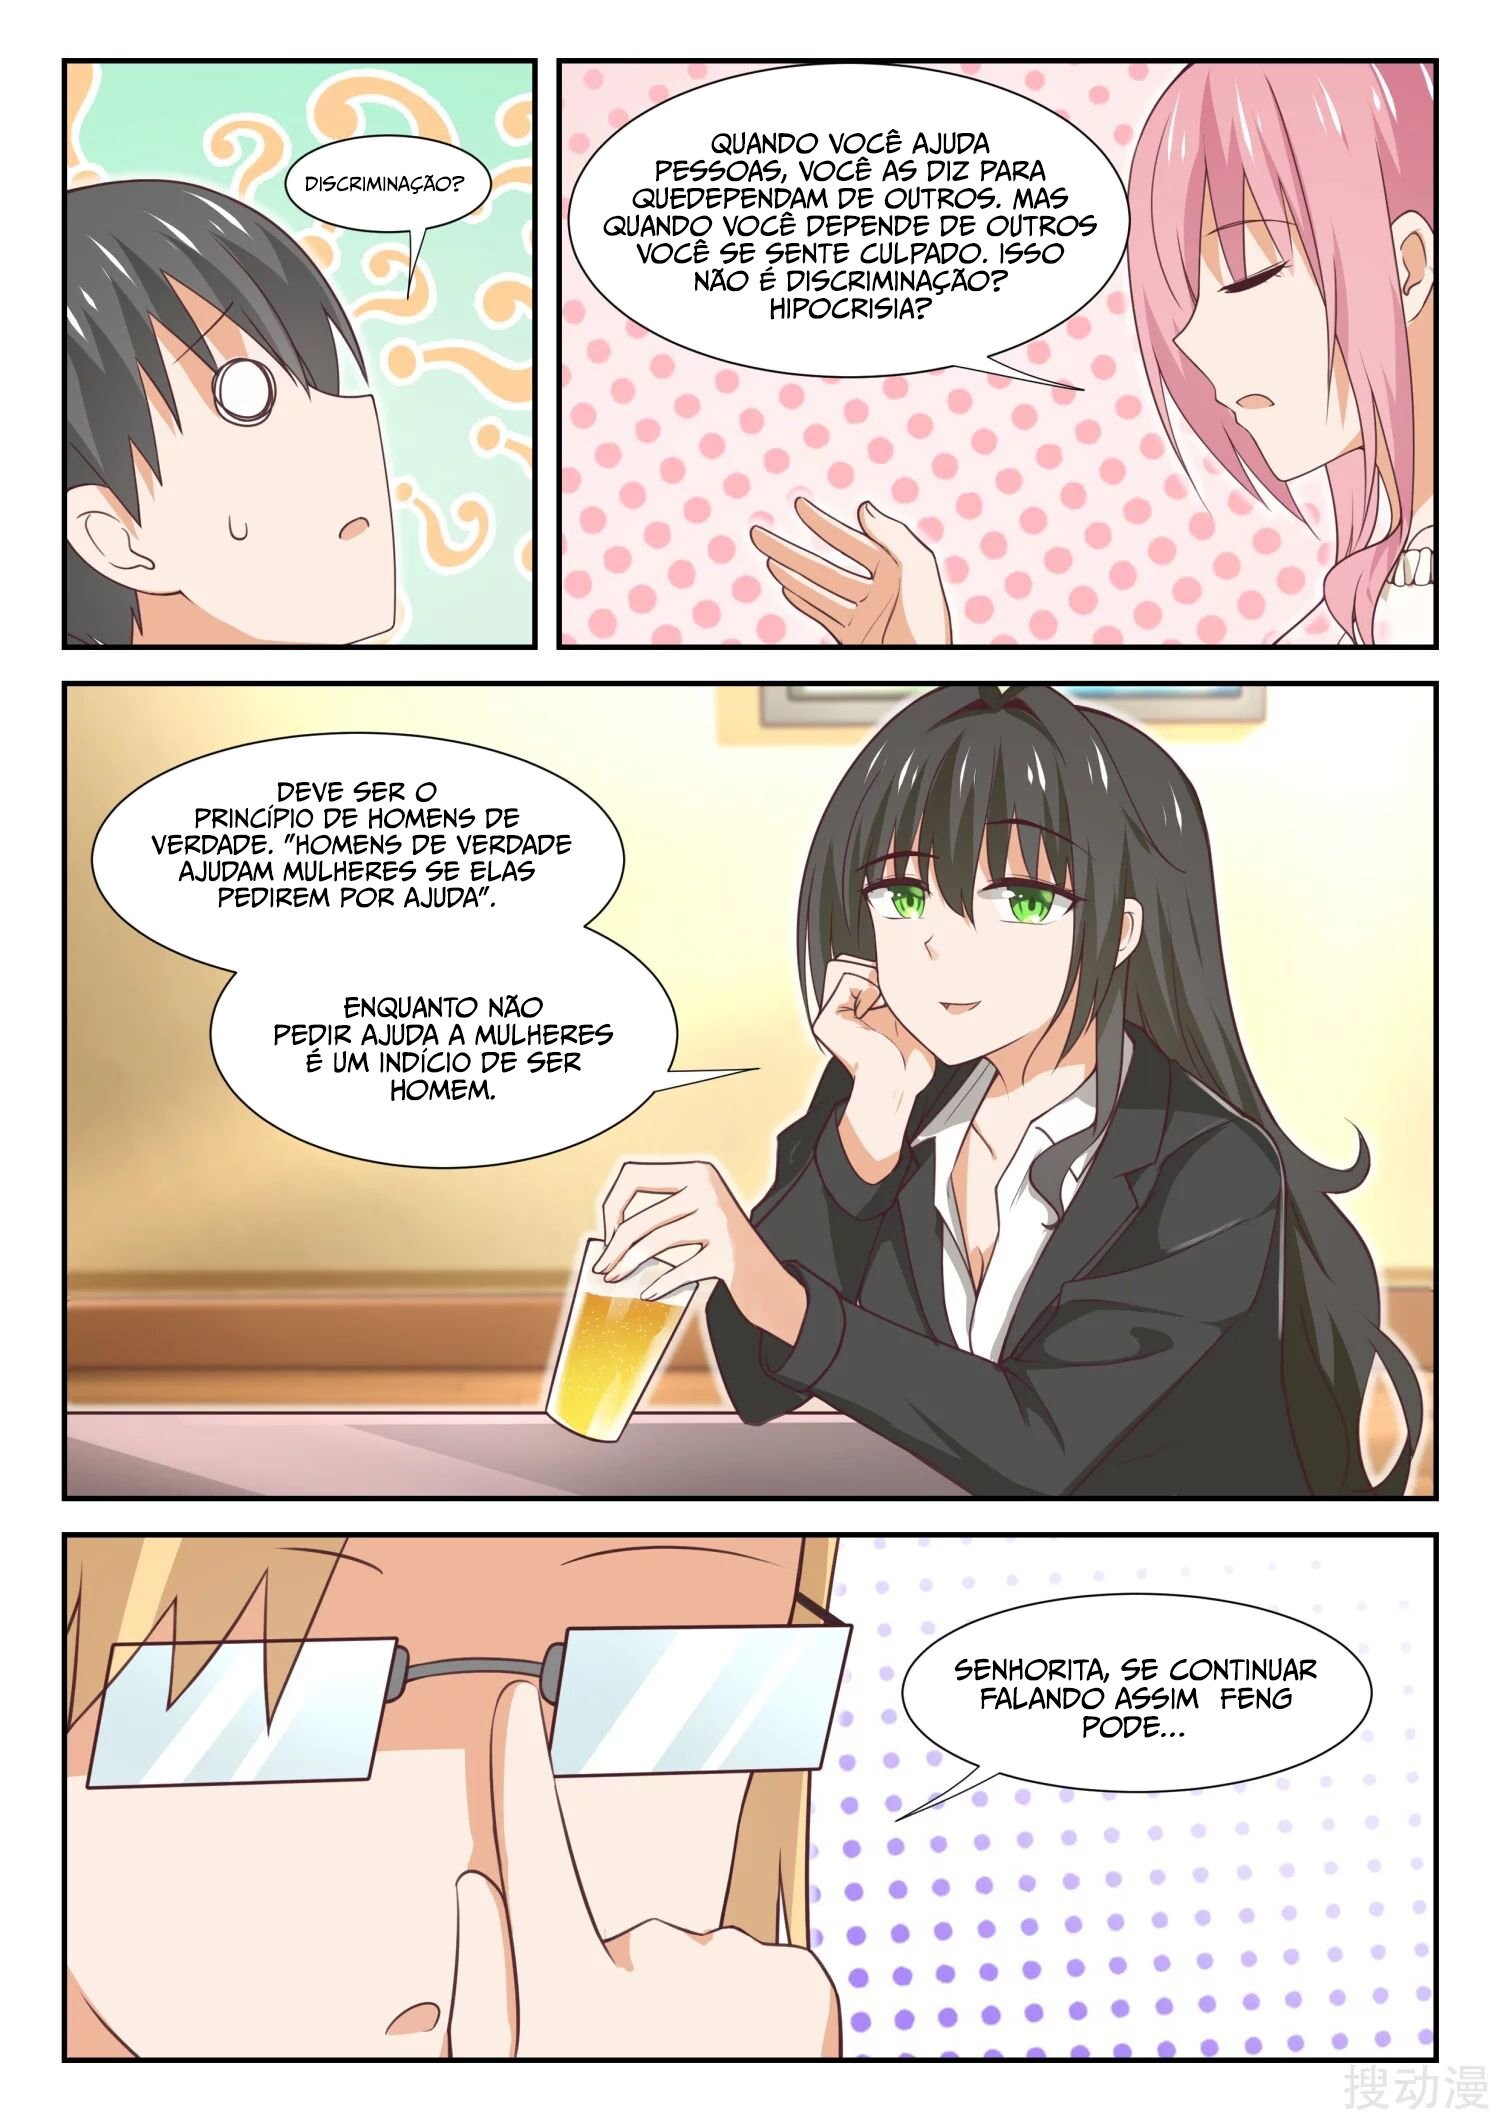 DISCRIMINAÇÃO?
QUANDO VOCÊ AJUDA
PESSOAS, VOCÊ AS DIZ PARA
QUEDEPENDAM DE OUTROS. MAS
QUANDO VOCÊ DEPENDE DE OUTROS
VOCÊ SE SENTE CULPADO. ISSO
NÃO É DISCRIMINAÇÃO?
HIPOCRISIA?
DEVE SER O
PRINCÍPIO DE HOMENS DE
VERDADE. "HOMENS DE VERDADE
AJUDAM MULHERES SE ELAS
PEDIREM POR AJUDA".
ENQUANTO NÃO
PEDIR AJUDA A MULHERES
É UM INDÍCIO DE SER
HOMEM.
SENHORITA, SE CONTINUAR
FALANDO ASSIM FENG
PODE...
搜动漫